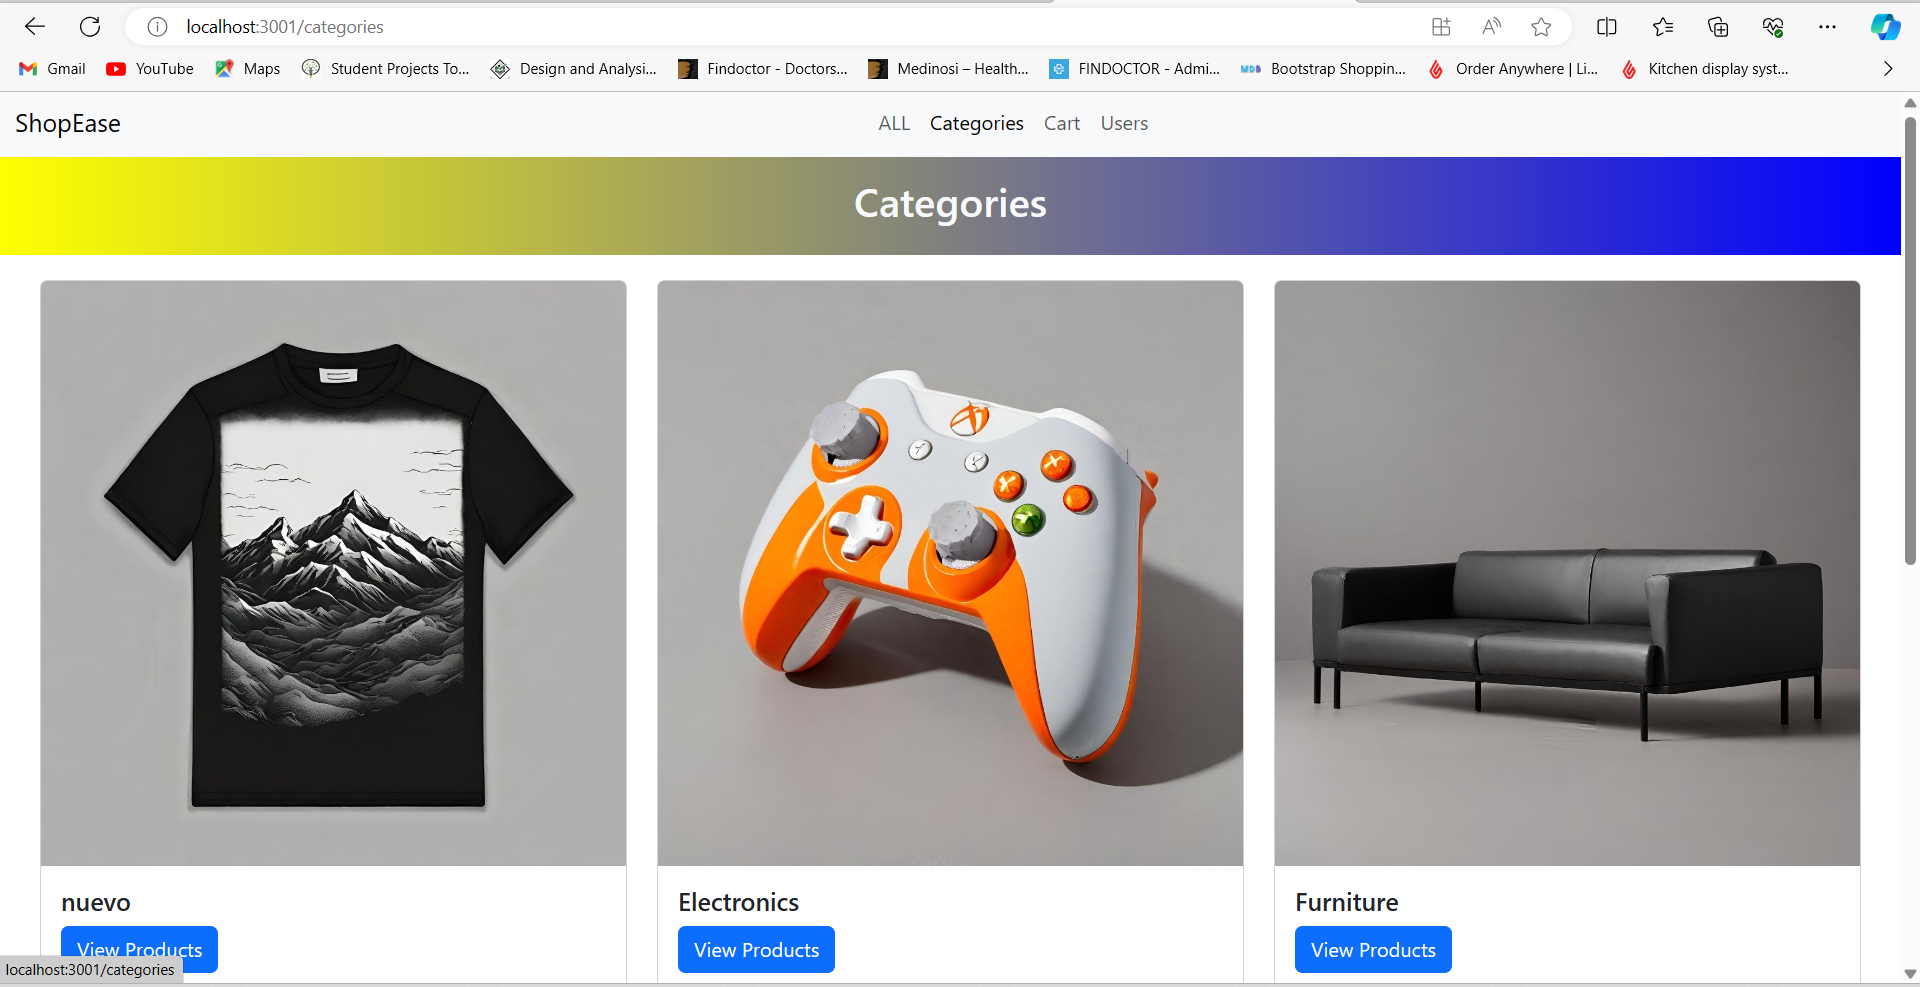 localhost:3001/categories
Gmail YouTube Maps Student Projects To... Design and Analysi... Findoctor - Doctors... Medinosi – Health... FINDOCTOR - Admi... MDB Bootstrap Shoppin... Order Anywhere | Li... Kitchen display syst...
ShopEase ALL Categories Cart Users
Categories
nuevo Electronics Furniture
View Products View Products View Products
localhost:3001/categories